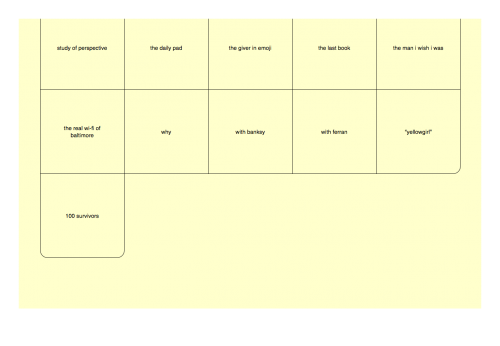 study of perspective
the daily pad
the giver in emoji
the last book
the man i wish i was
the real wi-fi of
baltimore
why
with banksy
with ferran
"yellowgirl"
100 survivors